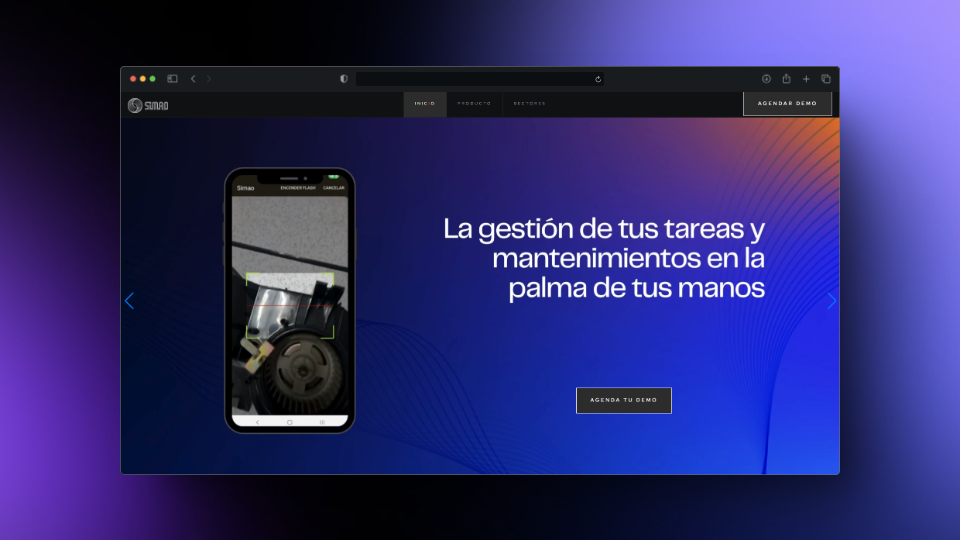 SIMAO
INICIO
PRODUCTO
SECTORES
AGENDAR DEMO
Simao
ENCENDER FLASH
CANCELAR
La gestión de tus tareas y
mantenimientos en la
palma de tus manos
AGENDA TU DEMO